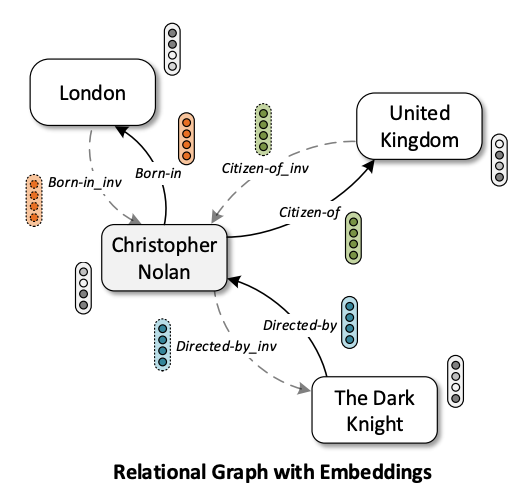 London
United
Kingdom
Citizen-of_inv
Born-in
Born-in_inv
Citizen-of
Christopher
Nolan
Directed-by
Directed-by_inv
The Dark
Knight
Relational Graph with Embeddings